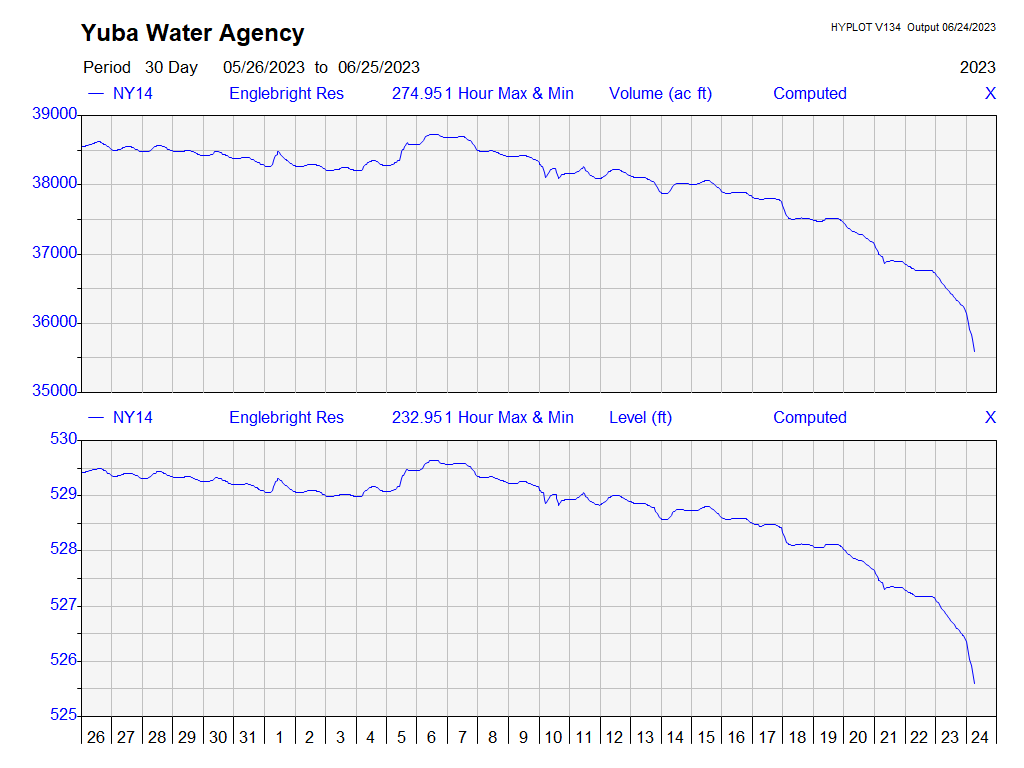 Yuba Water Agency
HYPLOT V134 Output 06/24/2023
Period 30 Day 05/26/2023 to 06/25/2023 2023
NY14 Englebright Res 274.951 Hour Max & Min Volume (ac ft) Computed X
39000
38000
37000
36000
35000
NY14 Englebright Res 232.951 Hour Max & Min Level (ft) Computed X
530
529
528
527
526
525
26 27 28 29 30 31 1 2 3 4 5 6 7 8 9 10 11 12 13 14 15 16 17 18 19 20 21 22 23 24